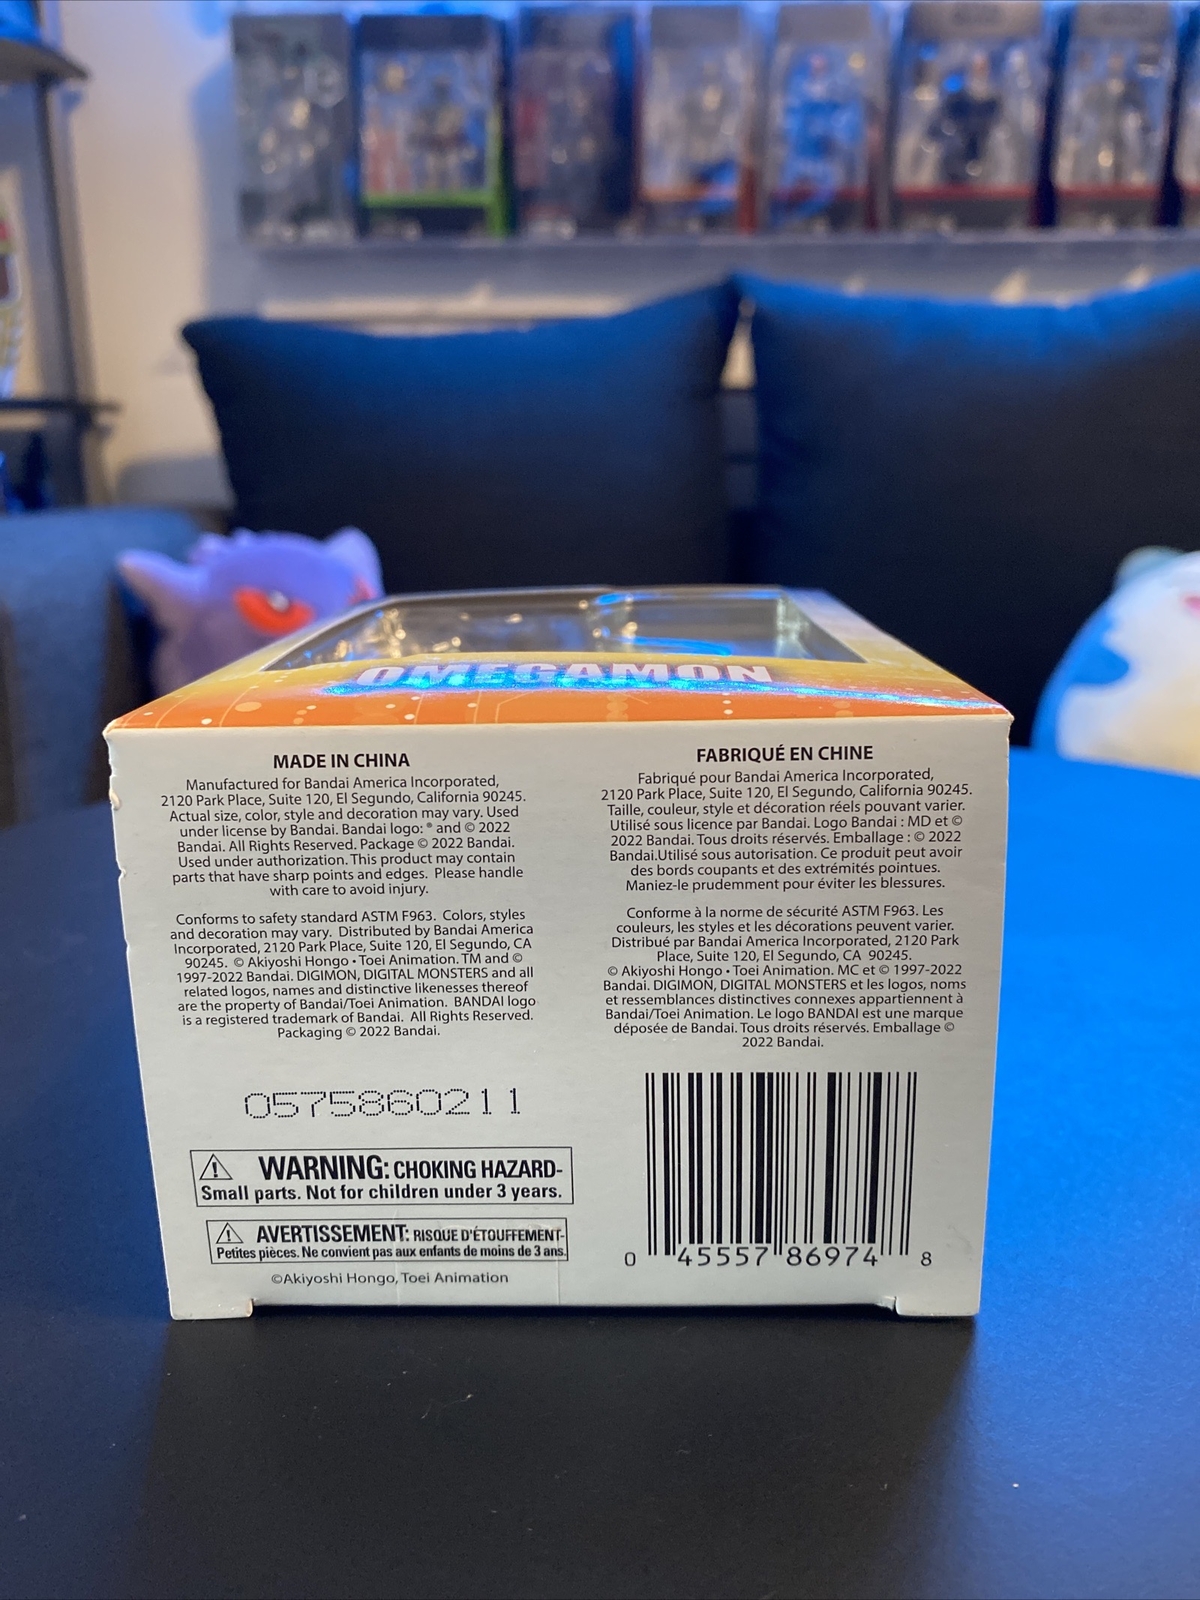 OMEGAMON
MADE IN CHINA
Manufactured for Bandai America Incorporated,
2120 Park Place, Suite 120, El Segundo, California 90245.
Actual size, color, style and decoration may vary. Used
under license by Bandai. Bandai logo: ® and © 2022
Bandai. All Rights Reserved. Package © 2022 Bandai.
Used under authorization. This product may contain
parts that have sharp points and edges. Please handle
with care to avoid injury.
Conforms to safety standard ASTM F963. Colors, styles
and decoration may vary. Distributed by Bandai America
Incorporated, 2120 Park Place, Suite 120, El Segundo, CA
90245. © Akiyoshi Hongo • Toei Animation. TM and ©
1997-2022 Bandai. DIGIMON, DIGITAL MONSTERS and all
related logos, names and distinctive likenesses thereof
are the property of Bandai/Toei Animation. BANDAI logo
is a registered trademark of Bandai. All Rights Reserved.
Packaging © 2022 Bandai.
0575860211
WARNING: CHOKING HAZARD-
Small parts. Not for children under 3 years.
AVERTISSEMENT: RISQUE D'ÉTOUFFEMENT-
Petites pièces. Ne convient pas aux enfants de moins de 3 ans.
©Akiyoshi Hongo, Toei Animation
FABRIQUÉ EN CHINE
Fabriqué pour Bandai America Incorporated,
2120 Park Place, Suite 120, El Segundo, California 90245.
Taille, couleur, style et décoration réels pouvant varier.
Utilisé sous licence par Bandai. Logo Bandai : MD et ©
2022 Bandai. Tous droits réservés. Emballage : © 2022
Bandai.Utilisé sous autorisation. Ce produit peut avoir
des bords coupants et des extrémités pointues.
Maniez-le prudemment pour éviter les blessures.
Conforme à la norme de sécurité ASTM F963. Les
couleurs, les styles et les décorations peuvent varier.
Distribué par Bandai America Incorporated, 2120 Park
Place, Suite 120, El Segundo, CA 90245.
© Akiyoshi Hongo • Toei Animation. MC et © 1997-2022
Bandai. DIGIMON, DIGITAL MONSTERS et les logos, noms
et ressemblances distinctives connexes appartiennent à
Bandai/Toei Animation. Le logo BANDAI est une marque
déposée de Bandai. Tous droits réservés. Emballage ©
2022 Bandai.
0 45557 86974 8